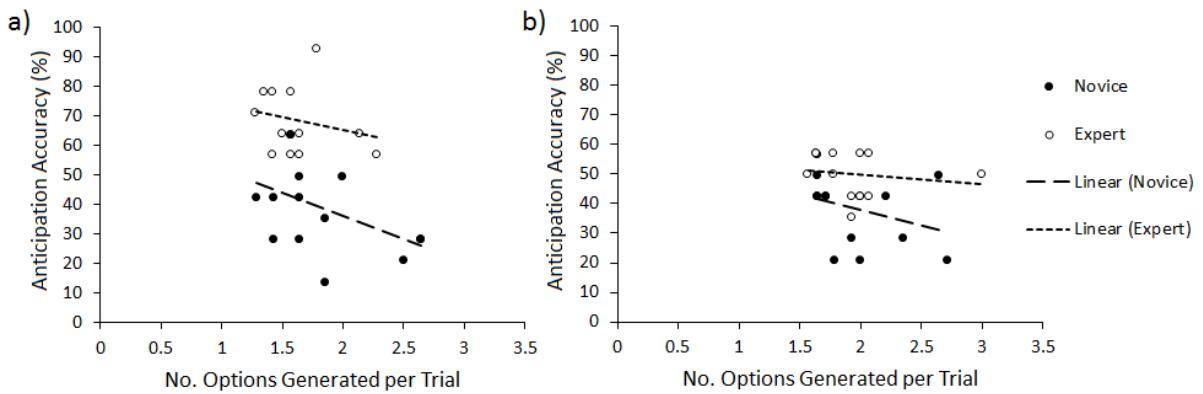 a)
Anticipation Accuracy (%)
100
90
80
70
60
50
40
30
20
10
0
0 0.5 1 1.5 2 2.5 3 3.5
No. Options Generated per Trial
b)
Anticipation Accuracy (%)
100
90
80
70
60
50
40
30
20
10
0
0 0.5 1 1.5 2 2.5 3 3.5
No. Options Generated per Trial
Novice
Expert
Linear (Novice)
Linear (Expert)